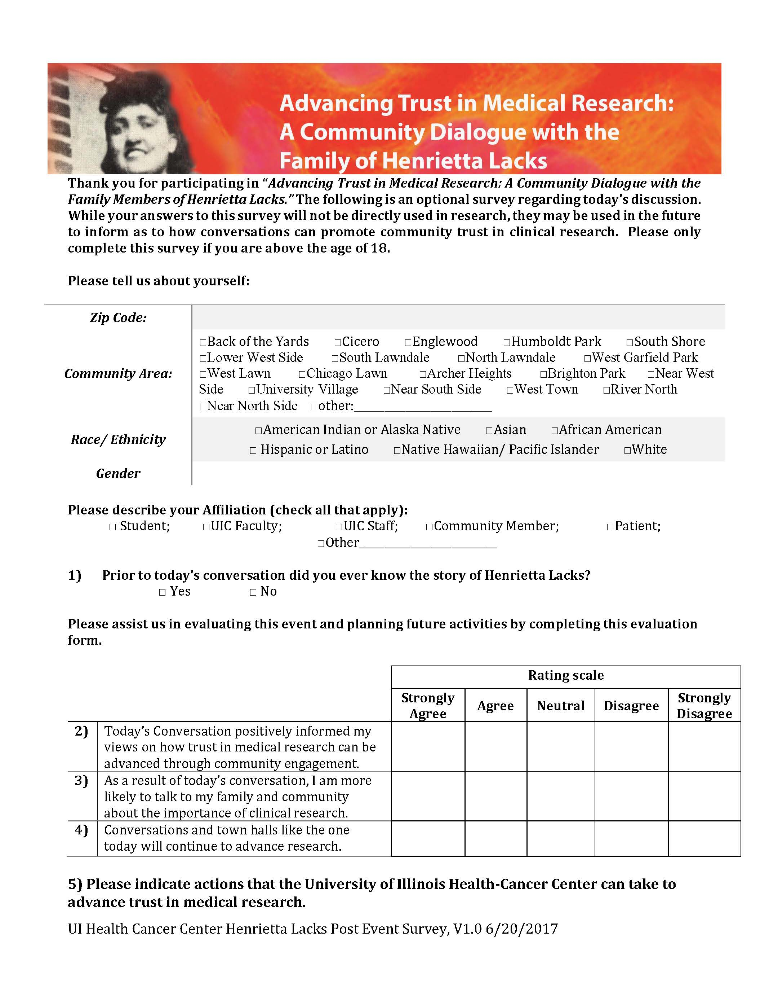 Advancing Trust in Medical Research:
A Community Dialogue with the
Family of Henrietta Lacks
Thank you for participating in “Advancing Trust in Medical Research: A Community Dialogue with the
Family Members of Henrietta Lacks.” The following is an optional survey regarding today’s discussion.
While your answers to this survey will not be directly used in research, they may be used in the future
to inform as to how conversations can promote community trust in clinical research. Please only
complete this survey if you are above the age of 18.
Please tell us about yourself:
Zip Code:
Community Area:
□Back of the Yards □Cicero □Englewood □Humboldt Park □South Shore
□Lower West Side □South Lawndale □North Lawndale □West Garfield Park
□West Lawn □Chicago Lawn □Archer Heights □Brighton Park □Near West
Side □University Village □Near South Side □West Town □River North
□Near North Side □other:___________________________
Race/ Ethnicity
□American Indian or Alaska Native □Asian □African American
□ Hispanic or Latino □Native Hawaiian/ Pacific Islander □White
Gender
Please describe your Affiliation (check all that apply):
□ Student; □UIC Faculty; □UIC Staff; □Community Member; □Patient;
□Other___________________________
1) Prior to today’s conversation did you ever know the story of Henrietta Lacks?
□ Yes □ No
Please assist us in evaluating this event and planning future activities by completing this evaluation
form.
Rating scale
Strongly Agree Agree Neutral Disagree Strongly Disagree
2) Today’s Conversation positively informed my
views on how trust in medical research can be
advanced through community engagement.
3) As a result of today’s conversation, I am more
likely to talk to my family and community
about the importance of clinical research.
4) Conversations and town halls like the one
today will continue to advance research.
5) Please indicate actions that the University of Illinois Health-Cancer Center can take to
advance trust in medical research.
UI Health Cancer Center Henrietta Lacks Post Event Survey, V1.0 6/20/2017